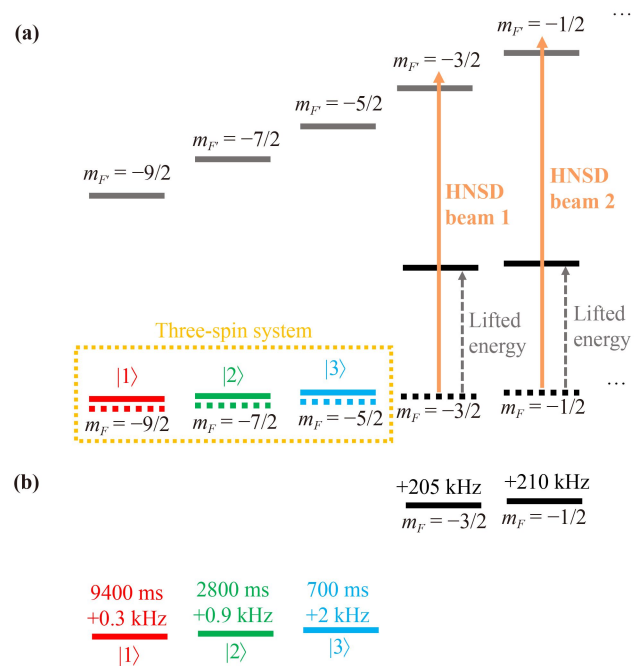 (a)
...
m_F' = −1/2
m_F' = −3/2
m_F' = −5/2
m_F' = −7/2
m_F' = −9/2
HNSD
beam 1
HNSD
beam 2
Lifted
energy
Lifted
energy
Three-spin system
|1⟩
|2⟩
|3⟩
...
m_F = −9/2
m_F = −7/2
m_F = −5/2
m_F = −3/2
m_F = −1/2
(b)
+205 kHz
+210 kHz
m_F = −3/2
m_F = −1/2
9400 ms
+0.3 kHz
|1⟩
2800 ms
+0.9 kHz
|2⟩
700 ms
+2 kHz
|3⟩